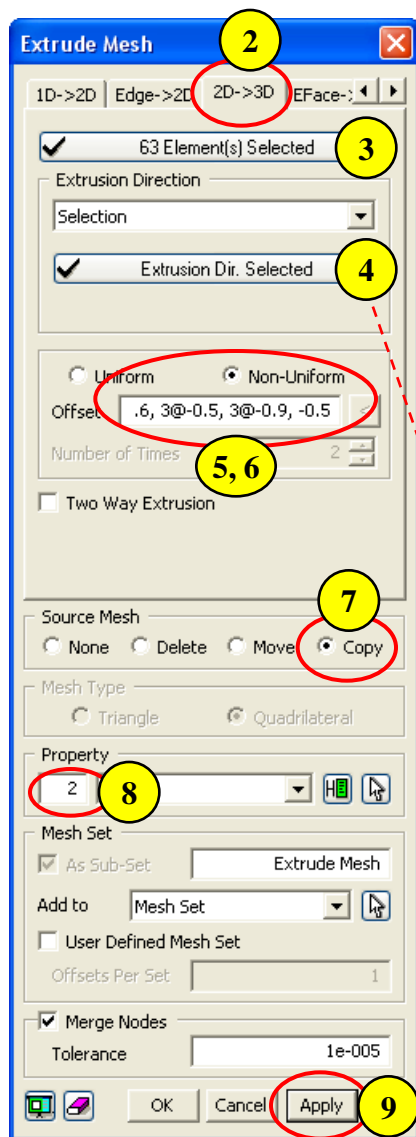 Extrude Mesh
2
1D->2D Edge->2D 2D->3D EFace->
63 Element(s) Selected
3
Extrusion Direction
Selection
Extrusion Dir. Selected
4
Uniform Non-Uniform
Offset .6, 3@-0.5, 3@-0.9, -0.5 <
5, 6
Number of Times 2
Two Way Extrusion
7
Source Mesh
None Delete Move Copy
Mesh Type
Triangle Quadrilateral
Property
2
8
Mesh Set
As Sub-Set Extrude Mesh
Add to Mesh Set
User Defined Mesh Set
Offsets Per Set 1
Merge Nodes
Tolerance 1e-005
OK Cancel Apply
9